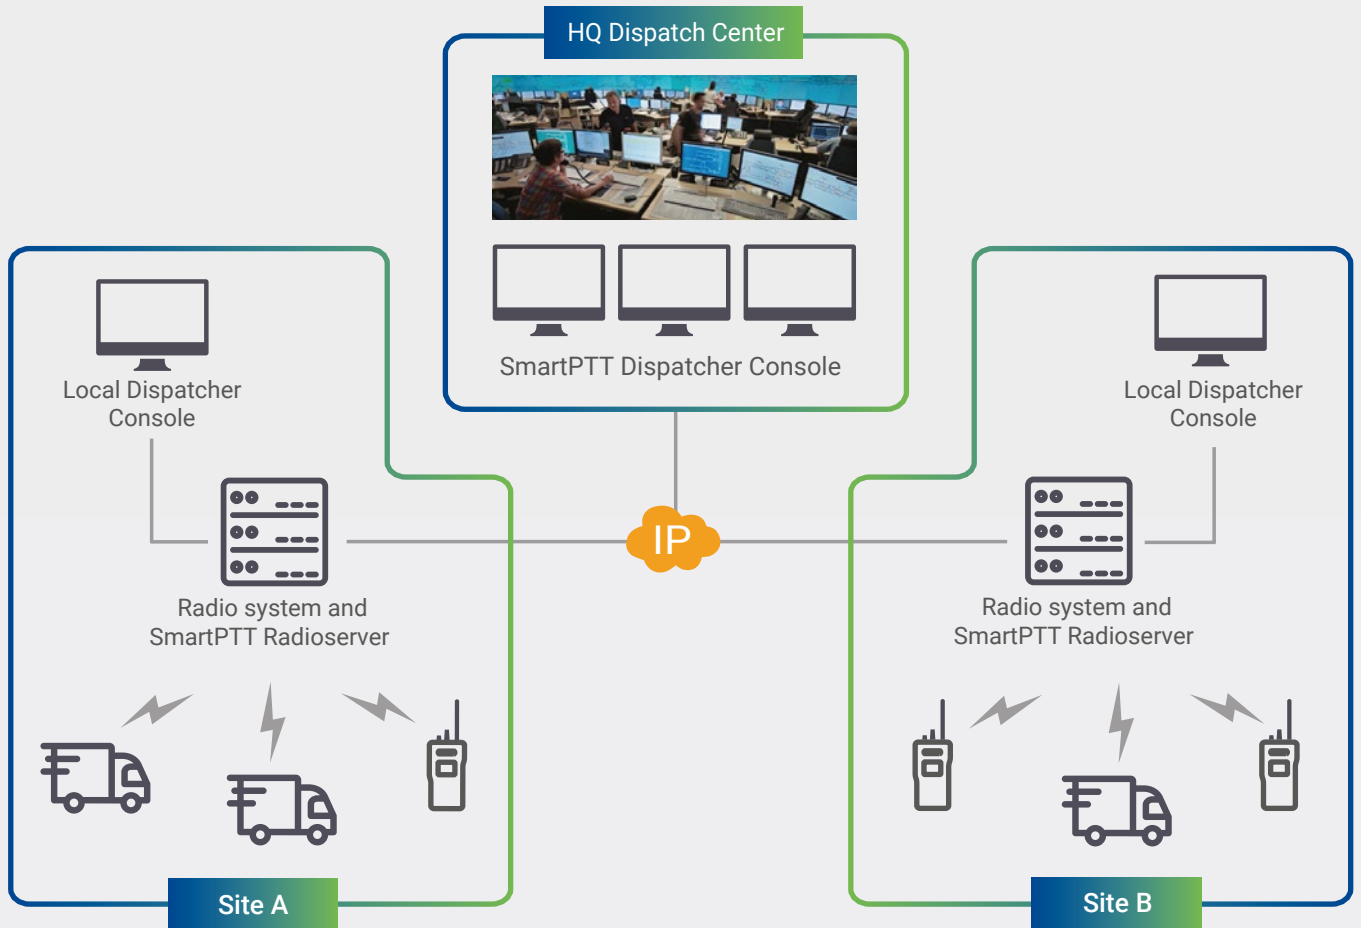 HQ Dispatch Center
SmartPTT Dispatcher Console
Local Dispatcher
Console
Local Dispatcher
Console
IP
Radio system and
SmartPTT Radioserver
Radio system and
SmartPTT Radioserver
Site A
Site B